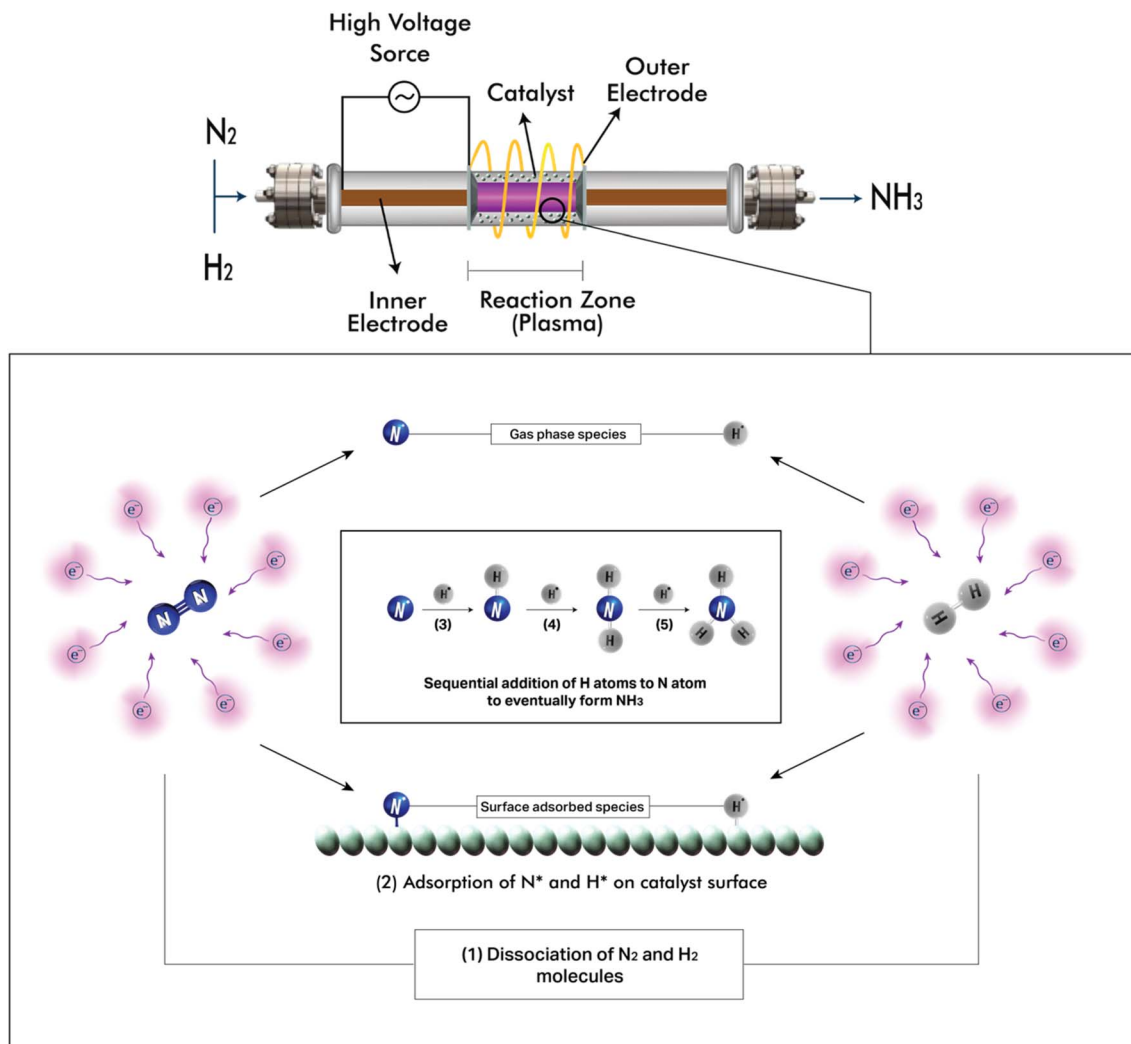 High Voltage
Sorce
Outer
Electrode
Catalyst
N2
H2
NH3
Inner
Electrode
Reaction Zone
(Plasma)
N•
Gas phase species
H•
e−
e−
e−
e−
e−
e−
e−
e−
N
N
e−
e−
e−
e−
e−
e−
e−
e−
H
H
N•
H•
(3)
H
N
H•
(4)
H
N
H
H•
(5)
H
N
H
H
Sequential addition of H atoms to N atom
to eventually form NH3
N•
Surface adsorbed species
H•
(2) Adsorption of N* and H* on catalyst surface
(1) Dissociation of N2 and H2
molecules